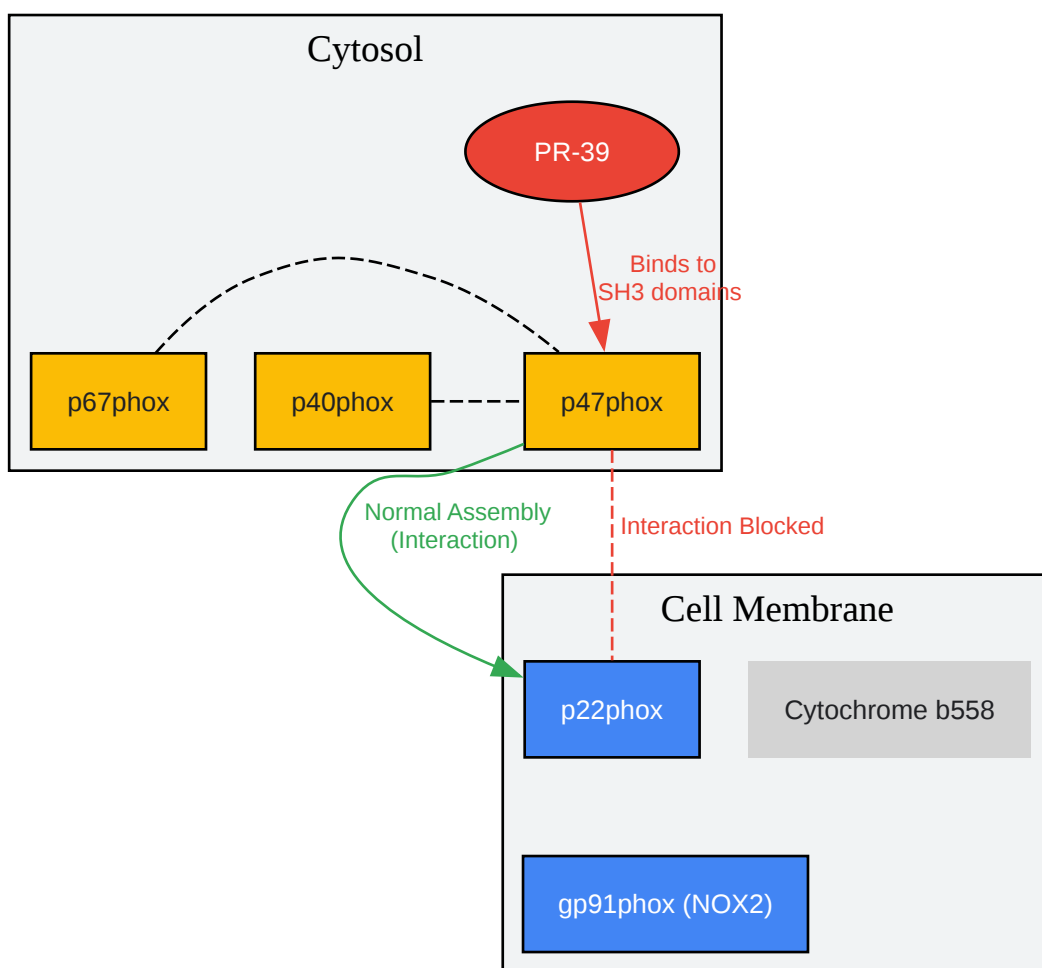 Cytosol
PR-39
Binds to
SH3 domains
p67phox
p40phox
p47phox
Normal Assembly
(Interaction)
Interaction Blocked
Cell Membrane
p22phox
Cytochrome b558
gp91phox (NOX2)